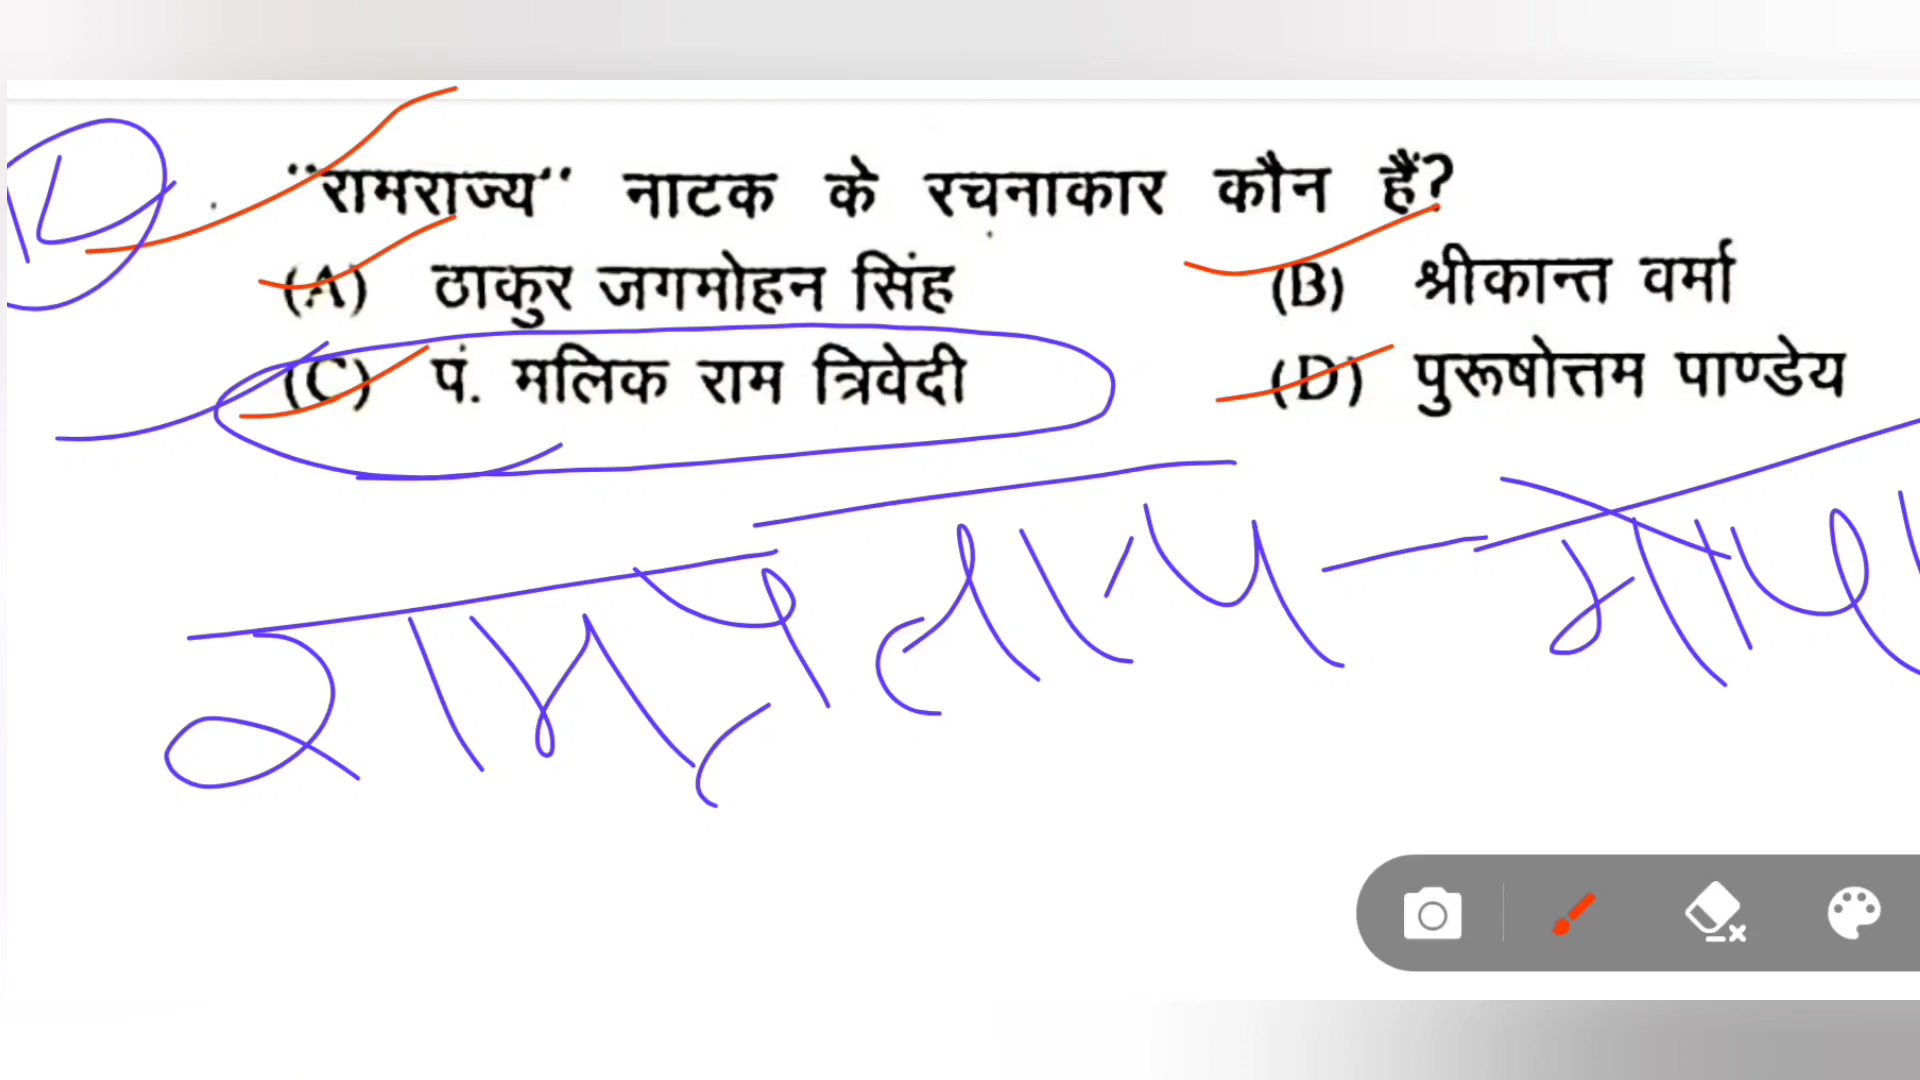 "रामराज्य" नाटक के रचनाकार कौन हैं?
(A) ठाकुर जगमोहन सिंह (B) श्रीकान्त वर्मा
(C) पं. मलिक राम त्रिवेदी (D) पुरूषोत्तम पाण्डेय